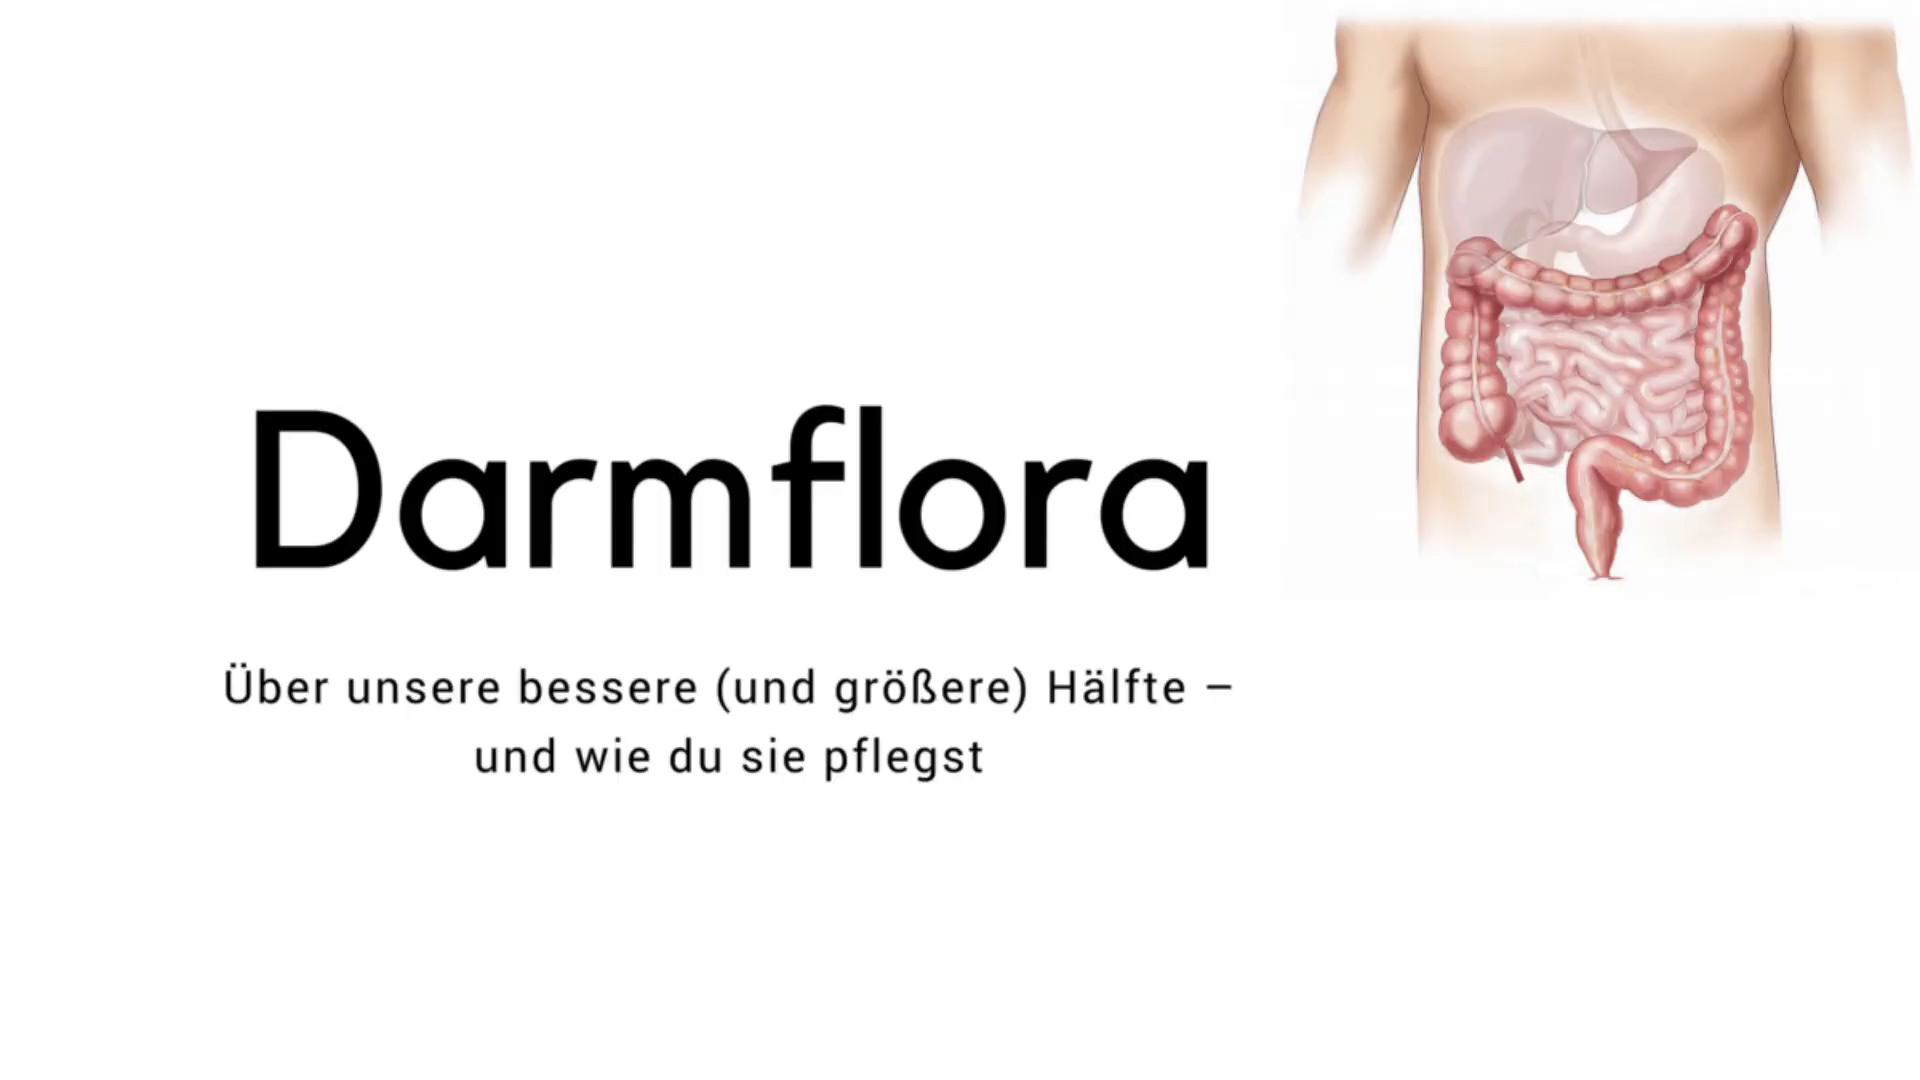 Darmflora
Über unsere bessere (und größere) Hälfte –
und wie du sie pflegst